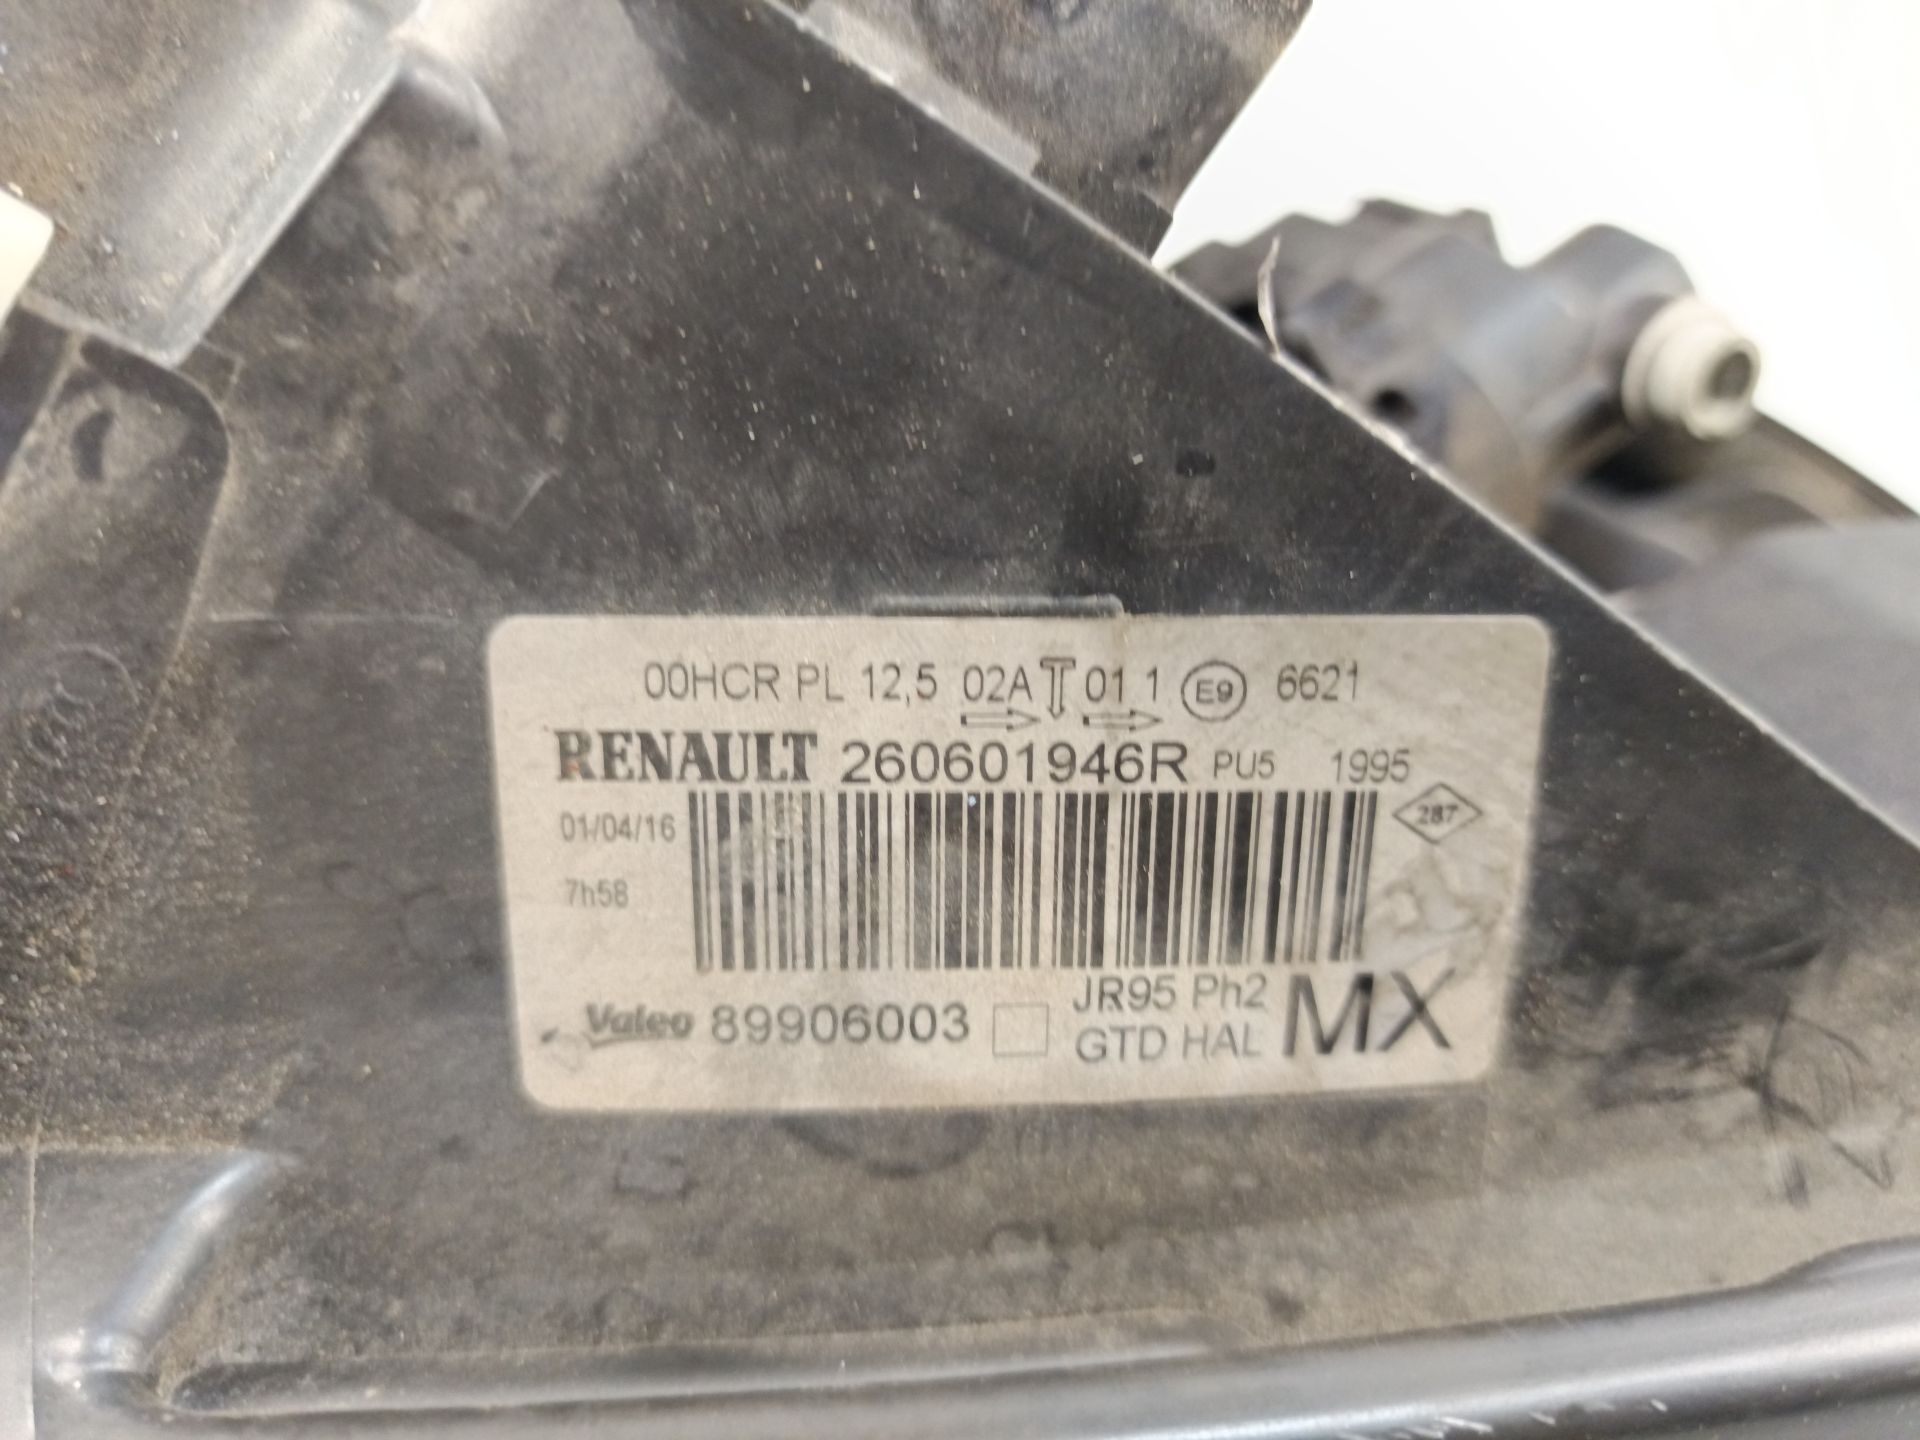 00HCR PL 12,5 02A 01 1 E9 6621
RENAULT 260601946R PU5 1995
01/04/16
287
7h58
Valeo 89906003 JR95 Ph2 MX
GTD HAL